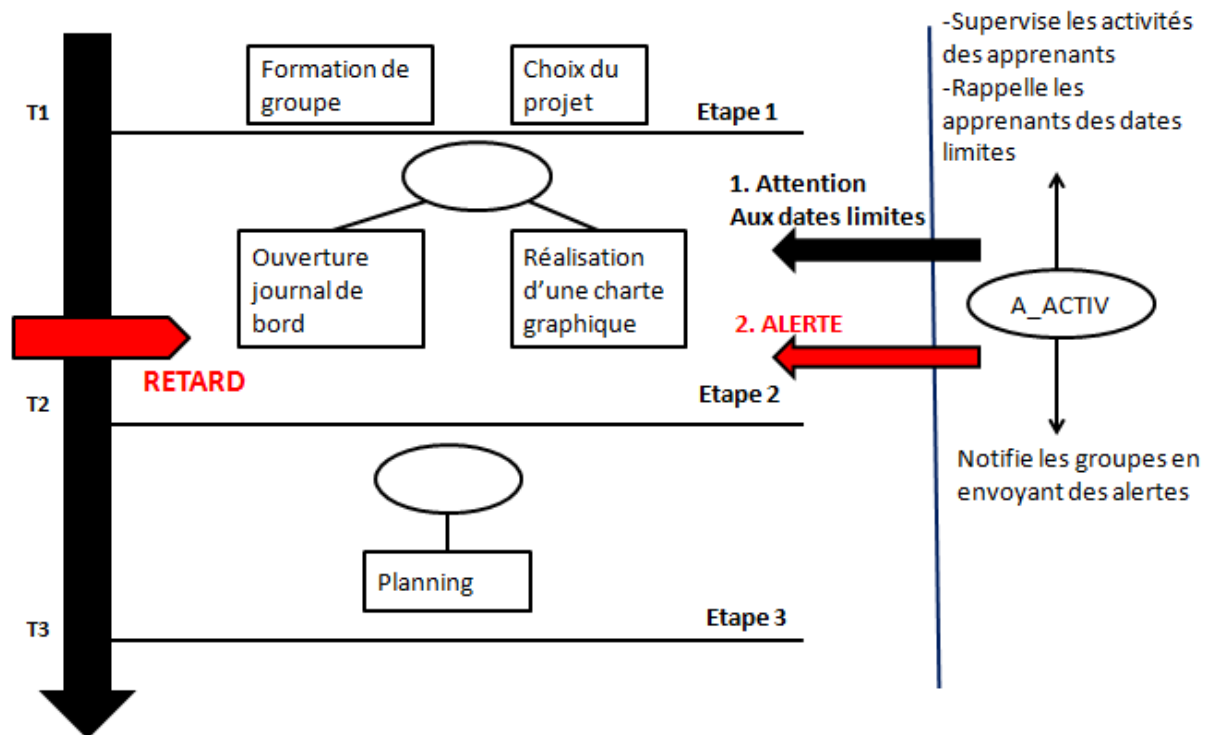 -Supervise les activités
des apprenants
-Rappelle les
apprenants des dates
limites
Formation de
groupe
Choix du
projet
T1
Etape 1
1. Attention
Aux dates limites
Ouverture
journal de
bord
Réalisation
d'une charte
graphique
A_ACTIV
2. ALERTE
RETARD
T2
Etape 2
Notifie les groupes en
envoyant des alertes
Planning
T3
Etape 3